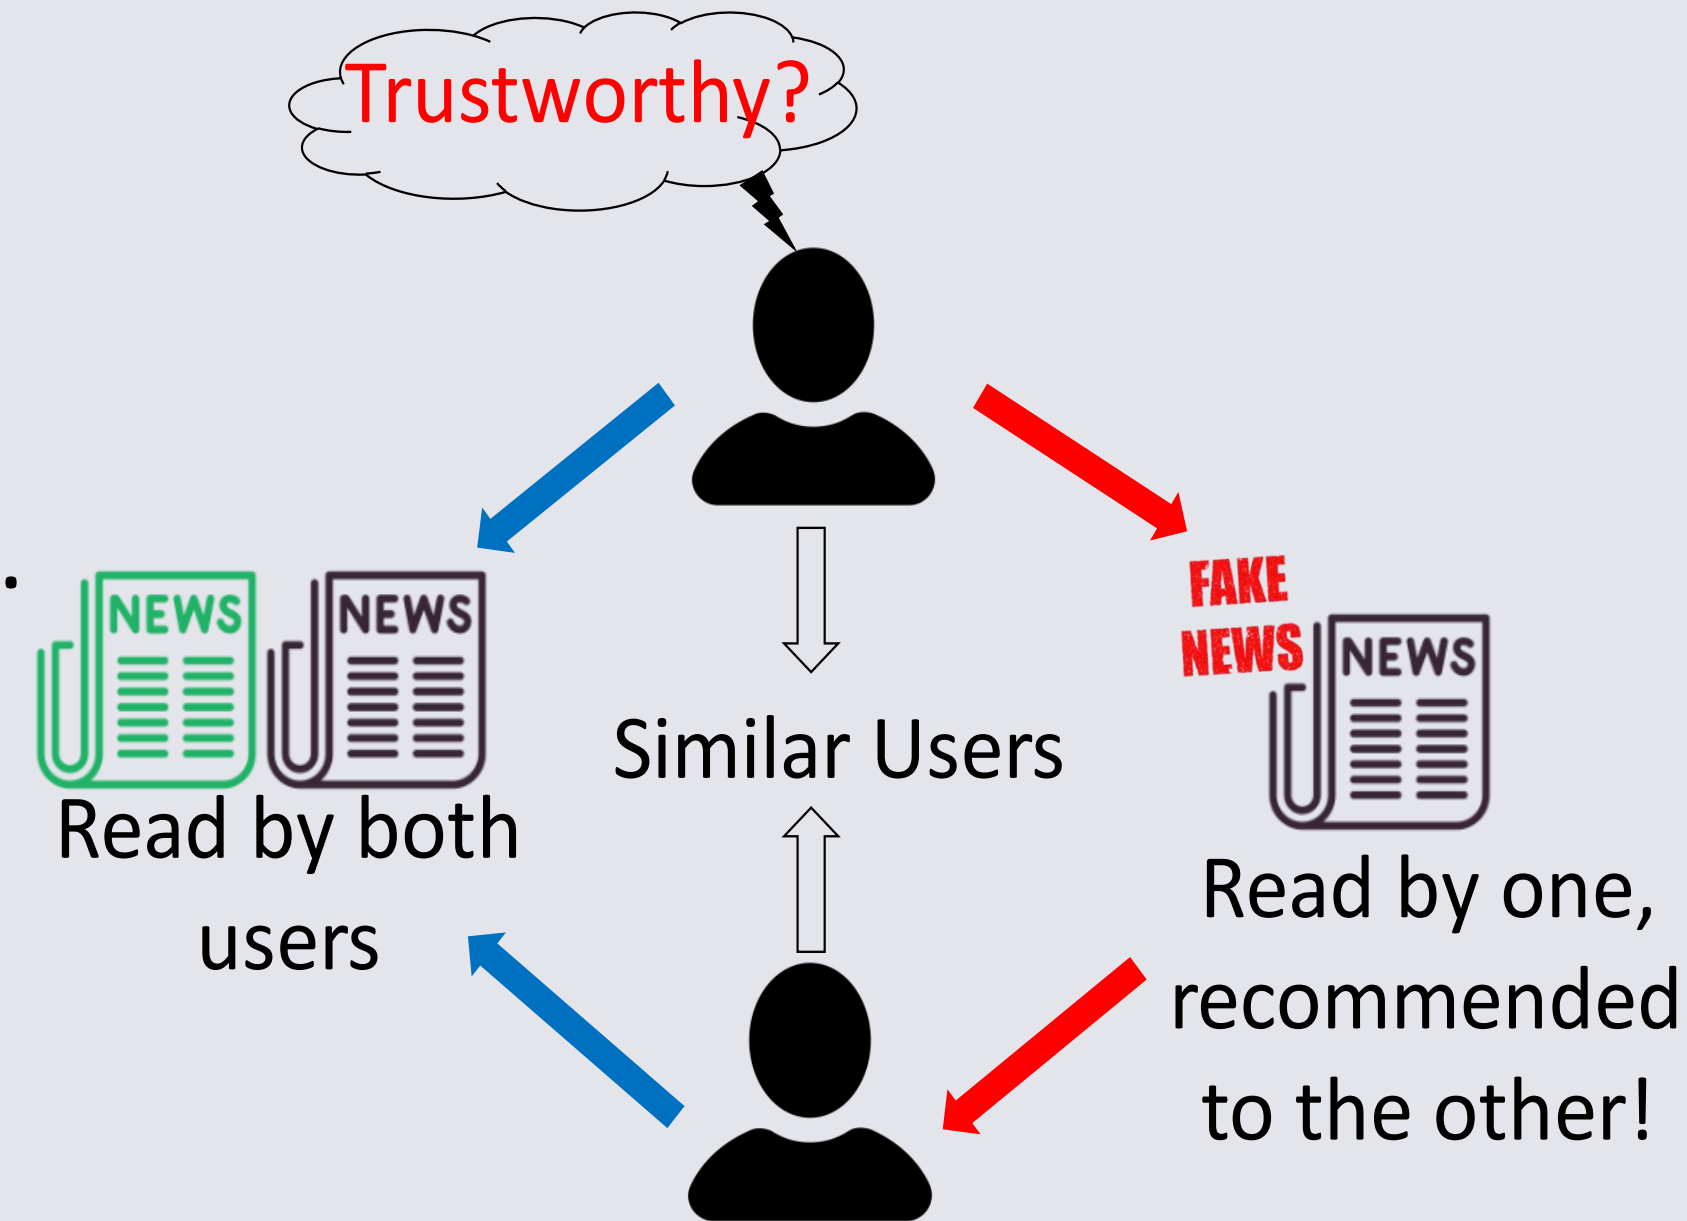 Trustworthy?
FAKE
NEWS
NEWS
NEWS
NEWS
Similar Users
Read by both
users
Read by one,
recommended
to the other!